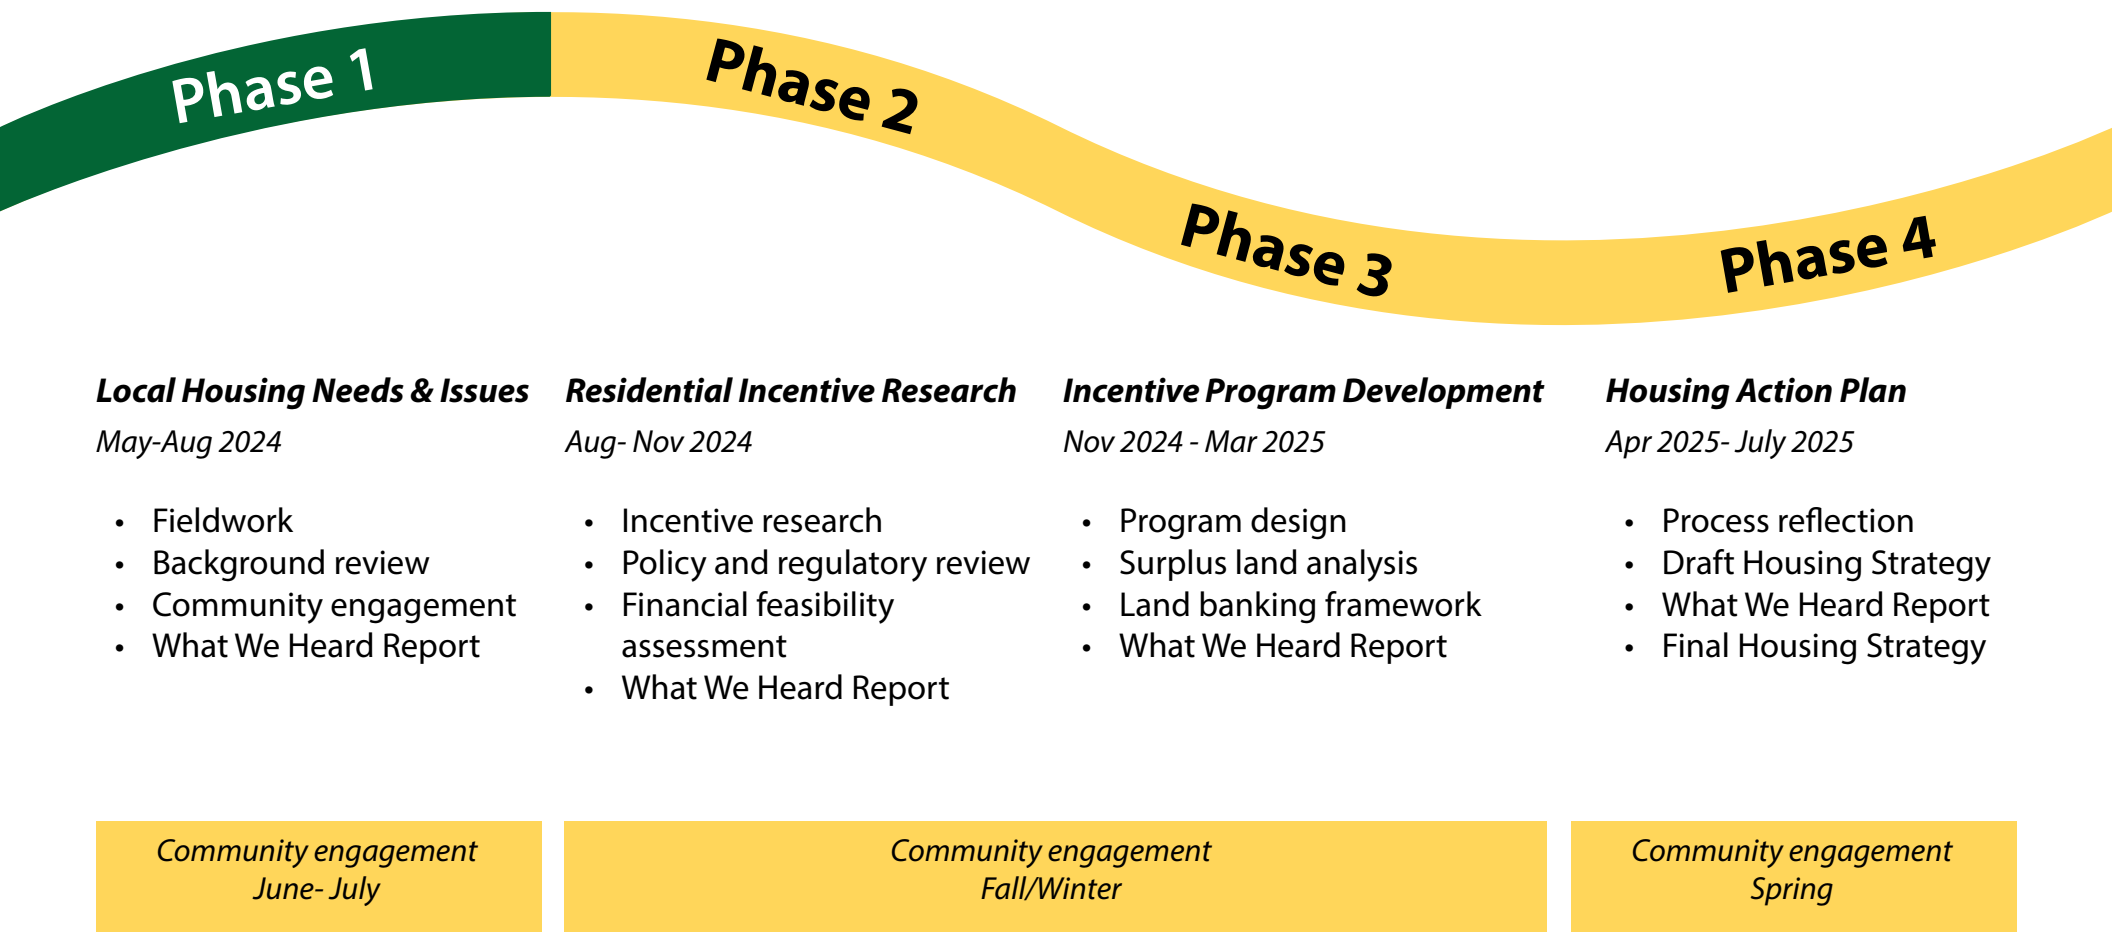 Phase 1
Phase 2
Phase 3
Phase 4
Local Housing Needs & Issues
May-Aug 2024
• Fieldwork
• Background review
• Community engagement
• What We Heard Report
Residential Incentive Research
Aug- Nov 2024
• Incentive research
• Policy and regulatory review
• Financial feasibility
assessment
• What We Heard Report
Incentive Program Development
Nov 2024 - Mar 2025
• Program design
• Surplus land analysis
• Land banking framework
• What We Heard Report
Housing Action Plan
Apr 2025- July 2025
• Process reflection
• Draft Housing Strategy
• What We Heard Report
• Final Housing Strategy
Community engagement
June- July
Community engagement
Fall/Winter
Community engagement
Spring